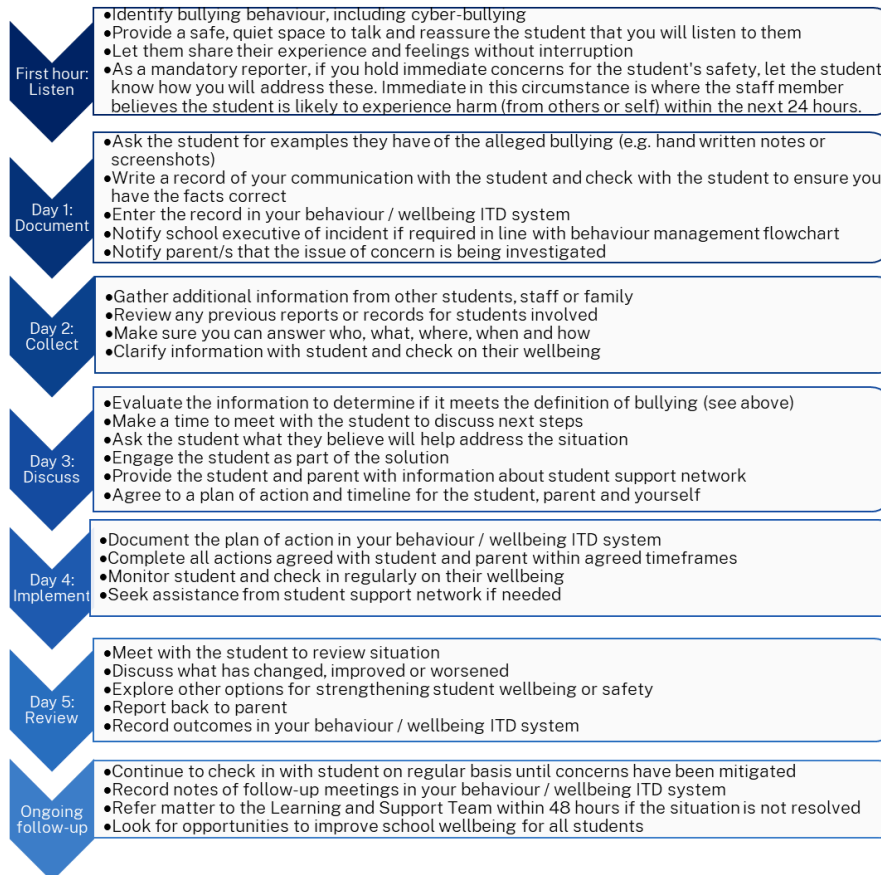 First hour:
Listen
•Identify bullying behaviour, including cyber-bullying
•Provide a safe, quiet space to talk and reassure the student that you will listen to them
•Let them share their experience and feelings without interruption
•As a mandatory reporter, if you hold immediate concerns for the student's safety, let the student
know how you will address these. Immediate in this circumstance is where the staff member
believes the student is likely to experience harm (from others or self) within the next 24 hours.
Day 1:
Document
•Ask the student for examples they have of the alleged bullying (e.g. hand written notes or
screenshots)
•Write a record of your communication with the student and check with the student to ensure you
have the facts correct
•Enter the record in your behaviour / wellbeing ITD system
•Notify school executive of incident if required in line with behaviour management flowchart
•Notify parent/s that the issue of concern is being investigated
Day 2:
Collect
•Gather additional information from other students, staff or family
•Review any previous reports or records for students involved
•Make sure you can answer who, what, where, when and how
•Clarify information with student and check on their wellbeing
Day 3:
Discuss
•Evaluate the information to determine if it meets the definition of bullying (see above)
•Make a time to meet with the student to discuss next steps
•Ask the student what they believe will help address the situation
•Engage the student as part of the solution
•Provide the student and parent with information about student support network
•Agree to a plan of action and timeline for the student, parent and yourself
Day 4:
Implement
•Document the plan of action in your behaviour / wellbeing ITD system
•Complete all actions agreed with student and parent within agreed timeframes
•Monitor student and check in regularly on their wellbeing
•Seek assistance from student support network if needed
Day 5:
Review
•Meet with the student to review situation
•Discuss what has changed, improved or worsened
•Explore other options for strengthening student wellbeing or safety
•Report back to parent
•Record outcomes in your behaviour / wellbeing ITD system
Ongoing
follow-up
•Continue to check in with student on regular basis until concerns have been mitigated
•Record notes of follow-up meetings in your behaviour / wellbeing ITD system
•Refer matter to the Learning and Support Team within 48 hours if the situation is not resolved
•Look for opportunities to improve school wellbeing for all students